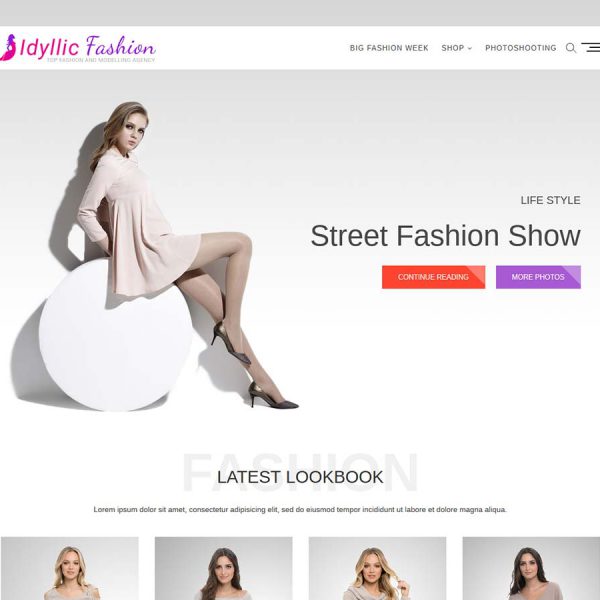 Idyllic Fashion
TOP FASHION AND MODELLING AGENCY
BIG FASHION WEEK SHOP PHOTOSHOOTING
LIFE STYLE
Street Fashion Show
CONTINUE READING MORE PHOTOS
FASHION
LATEST LOOKBOOK
Lorem ipsum dolor sit amet, consectetur adipisicing elit, sed do eiusmod tempor incididunt ut labore et dolore magna aliqua.